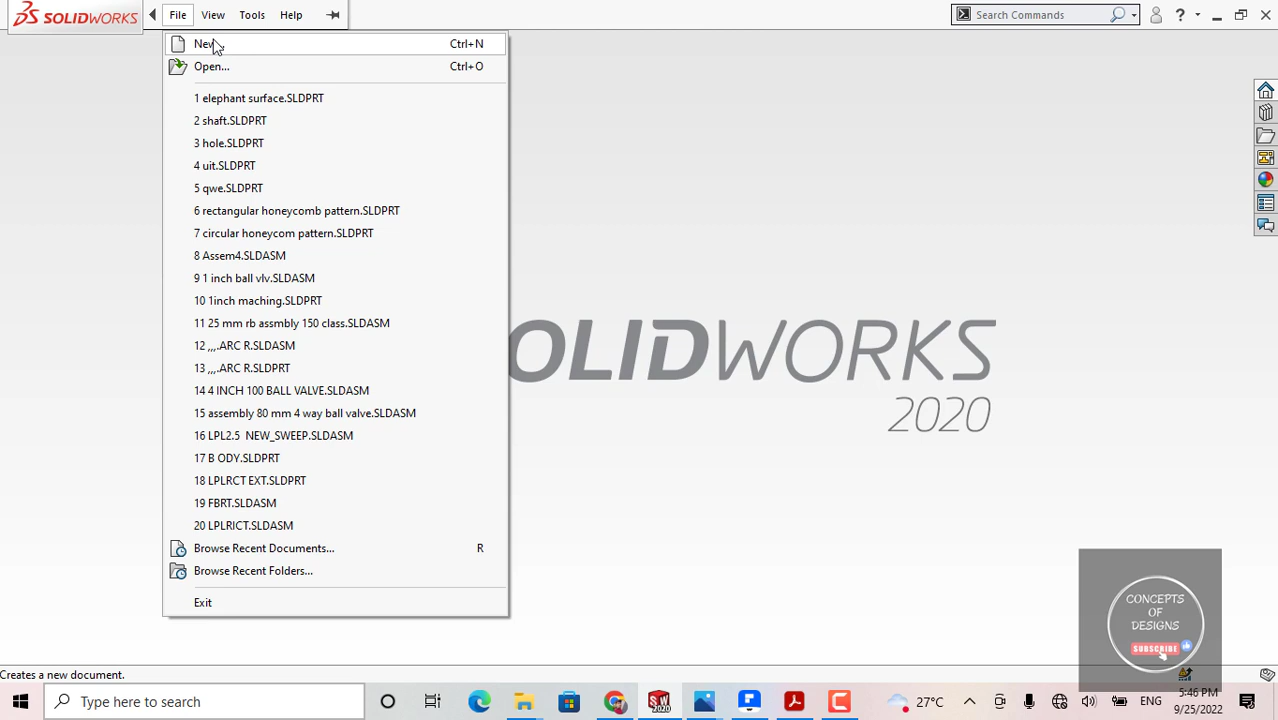 SOLIDWORKS
File View Tools Help
Search Commands
New Ctrl+N
Open... Ctrl+O
1 elephant surface.SLDPRT
2 shaft.SLDPRT
3 hole.SLDPRT
4 uit.SLDPRT
5 qwe.SLDPRT
6 rectangular honeycomb pattern.SLDPRT
7 circular honeycom pattern.SLDPRT
8 Assem4.SLDASM
9 1 inch ball vlv.SLDASM
10 1inch maching.SLDPRT
11 25 mm rb assmbly 150 class.SLDASM
12 ,,,.ARC R.SLDASM
13 ,,,.ARC R.SLDPRT
14 4 INCH 100 BALL VALVE.SLDASM
15 assembly 80 mm 4 way ball valve.SLDASM
16 LPL2.5  NEW_SWEEP.SLDASM
17 B ODY.SLDPRT
18 LPLRCT EXT.SLDPRT
19 FBRT.SLDASM
20 LPLRICT.SLDASM
Browse Recent Documents... R
Browse Recent Folders...
Exit
OLIDWORKS
2020
CONCEPTS
OF
DESIGNS
SUBSCRIBE
Creates a new document.
Type here to search
SW
2020
27°C
ENG
5:46 PM
9/25/2022